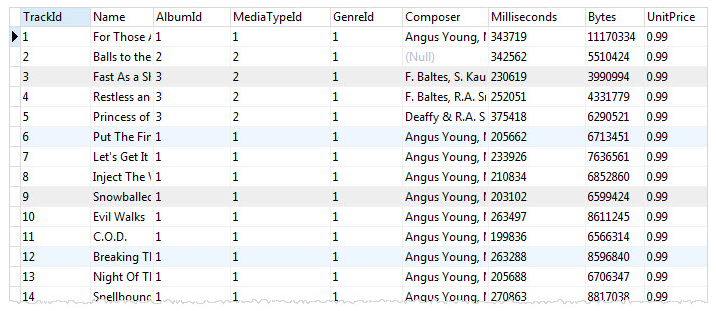 TrackId Name AlbumId MediaTypeId GenreId Composer Milliseconds Bytes UnitPrice
1 For Those A 1 1 1 Angus Young, M 343719 11170334 0.99
2 Balls to the 2 2 1 (Null) 342562 5510424 0.99
3 Fast As a Sh 3 2 1 F. Baltes, S. Kau 230619 3990994 0.99
4 Restless an 3 2 1 F. Baltes, R.A. Sm 252051 4331779 0.99
5 Princess of 3 2 1 Deaffy & R.A. S 375418 6290521 0.99
6 Put The Fin 1 1 1 Angus Young, M 205662 6713451 0.99
7 Let's Get It 1 1 1 Angus Young, M 233926 7636561 0.99
8 Inject The V 1 1 1 Angus Young, M 210834 6852860 0.99
9 Snowballed 1 1 1 Angus Young, M 203102 6599424 0.99
10 Evil Walks 1 1 1 Angus Young, M 263497 8611245 0.99
11 C.O.D. 1 1 1 Angus Young, M 199836 6566314 0.99
12 Breaking Th 1 1 1 Angus Young, M 263288 8596840 0.99
13 Night Of Th 1 1 1 Angus Young, M 205688 6706347 0.99
14 Spellbound 1 1 1 Angus Young, M 270863 8817038 0.99